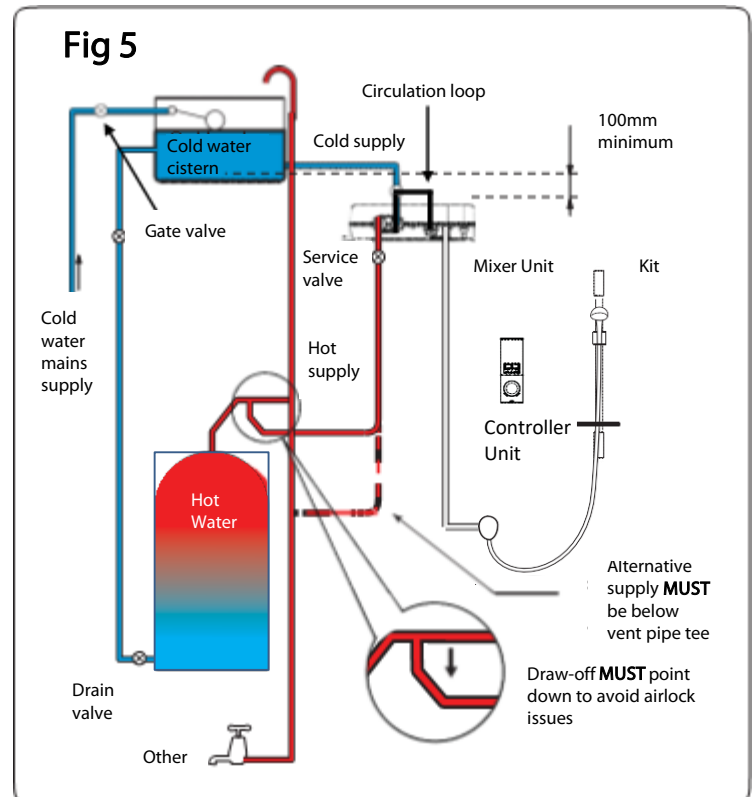 Fig 5
Circulation loop
100mm
minimum
Cold supply
Cold water
cistern
Gate valve
Service
valve
Mixer Unit
Kit
Cold
water
mains
supply
Hot
supply
Controller
Unit
Hot
Water
Alternative
supply MUST
be below
vent pipe tee
Draw-off MUST point
down to avoid airlock
issues
Drain
valve
Other